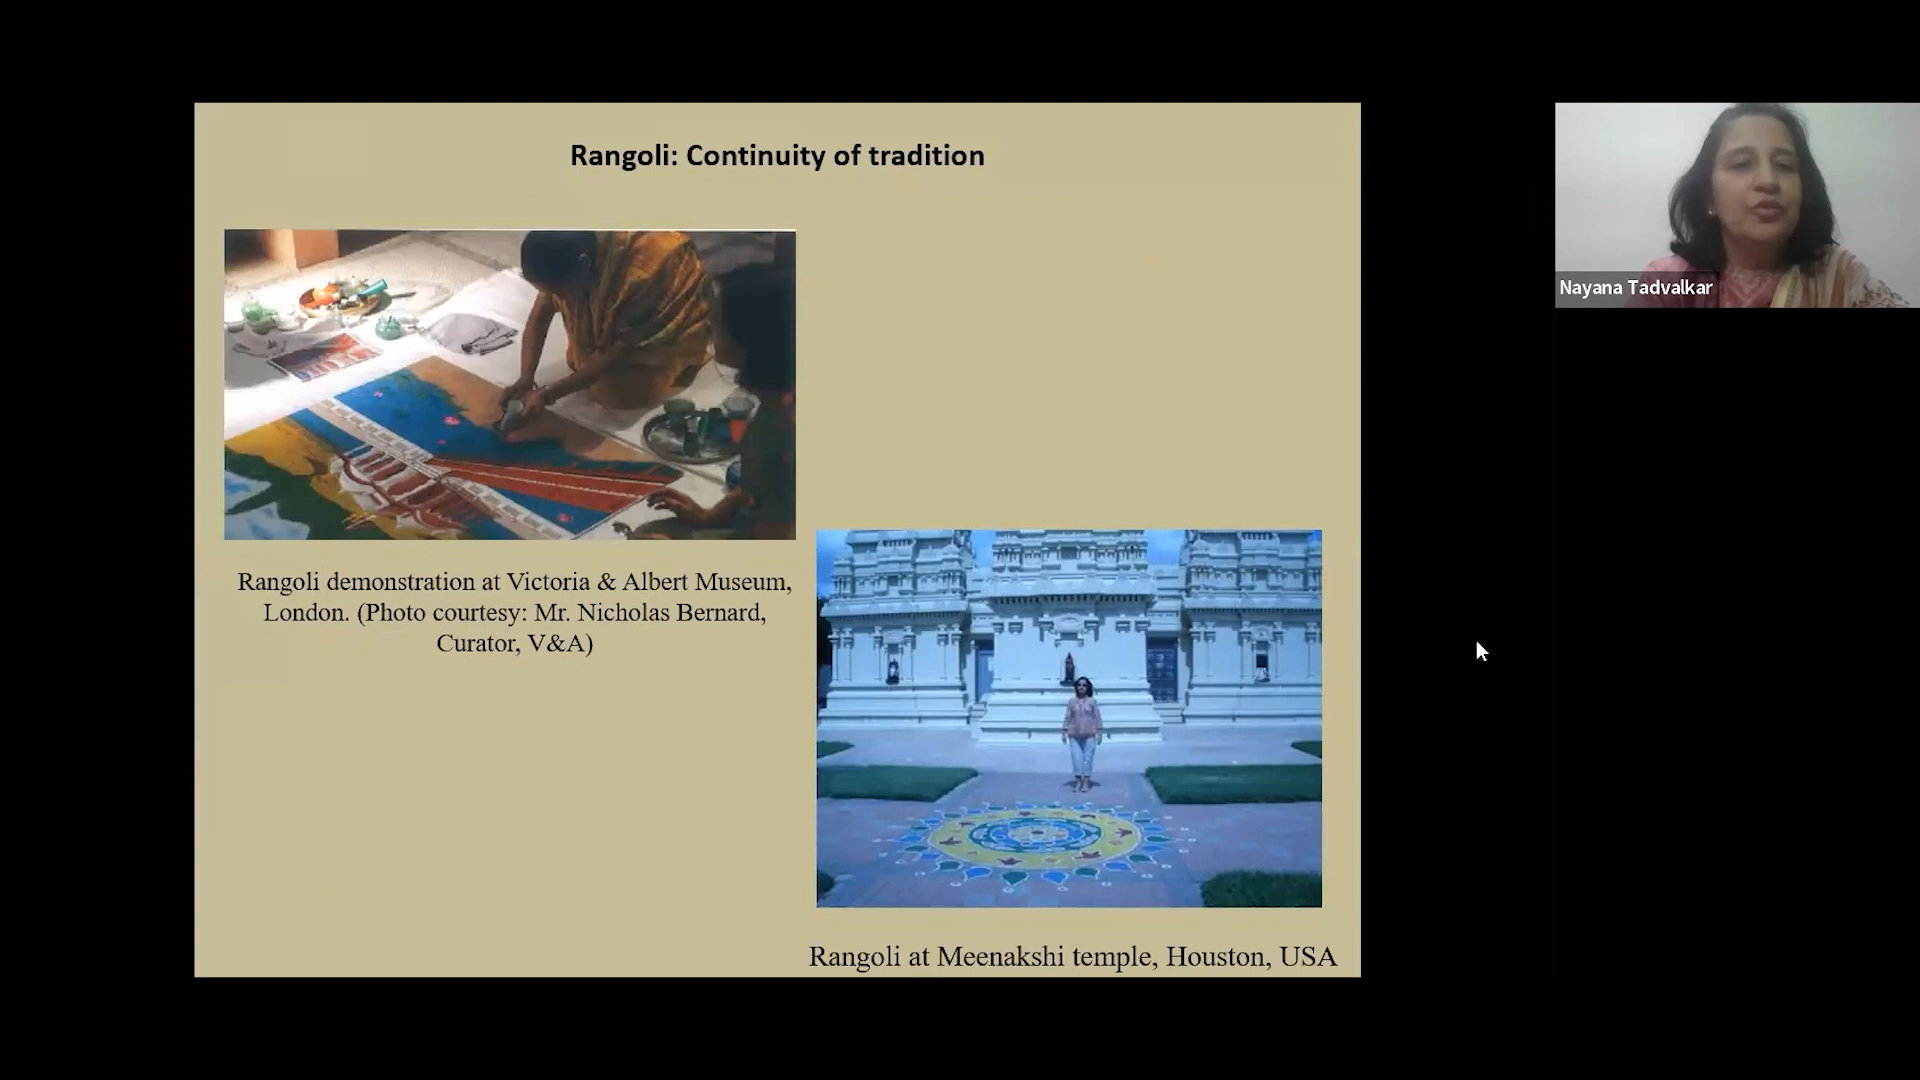 Rangoli: Continuity of tradition
Rangoli demonstration at Victoria & Albert Museum,
London. (Photo courtesy: Mr. Nicholas Bernard,
Curator, V&A)
Rangoli at Meenakshi temple, Houston, USA
Nayana Tadvalkar